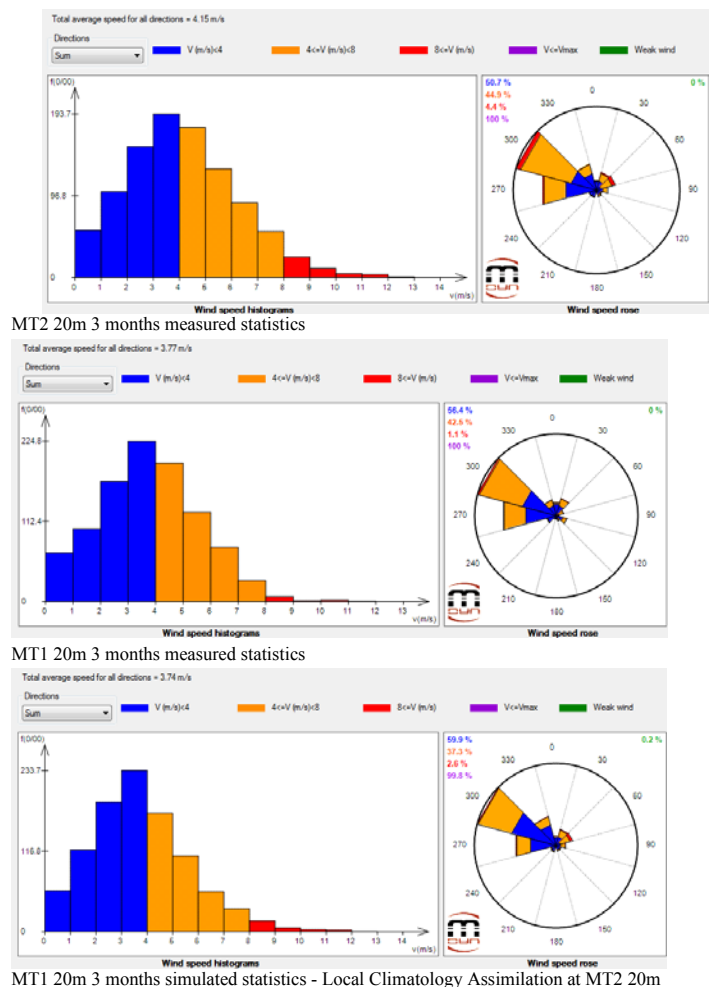 Total average speed for all directions = 4.15 m/s
Directions
Sum
V (m/s)<4 4<=V (m/s)<8 8<=V (m/s) V<=Vmax Weak wind
f(0/00)
193.7
96.8
0
0 1 2 3 4 5 6 7 8 9 10 11 12 13 14
v(m/s)
Wind speed histograms
50.7 %
44.9 %
4.4 %
100 %
0 %
0
30
60
90
120
150
180
210
240
270
300
330
Wind speed rose
MT2 20m 3 months measured statistics
Total average speed for all directions = 3.77 m/s
Directions
Sum
V (m/s)<4 4<=V (m/s)<8 8<=V (m/s) V<=Vmax Weak wind
f(0/00)
224.8
112.4
0
0 1 2 3 4 5 6 7 8 9 10 11 12 13
v(m/s)
Wind speed histograms
56.4 %
42.5 %
1.1 %
100 %
0 %
0
30
60
90
120
150
180
210
240
270
300
330
Wind speed rose
MT1 20m 3 months measured statistics
Total average speed for all directions = 3.74 m/s
Directions
Sum
V (m/s)<4 4<=V (m/s)<8 8<=V (m/s) V<=Vmax Weak wind
f(0/00)
233.7
116.8
0
0 1 2 3 4 5 6 7 8 9 10 11 12 13 14
v(m/s)
Wind speed histograms
59.9 %
37.3 %
2.6 %
99.8 %
0.2 %
0
30
60
90
120
150
180
210
240
270
300
330
Wind speed rose
MT1 20m 3 months simulated statistics - Local Climatology Assimilation at MT2 20m